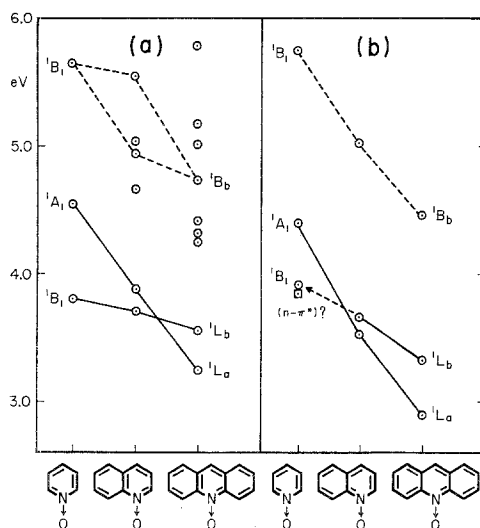 6.0
(a)
(b)
¹B₁
¹B₁
eV
5.0
¹B_b
¹B_b
¹A₁
¹A₁
4.0
¹B₁
¹B₁
(n-π*)?
¹L_b
¹L_b
¹L_a
¹L_a
3.0
N N N N N N
O O O O O O